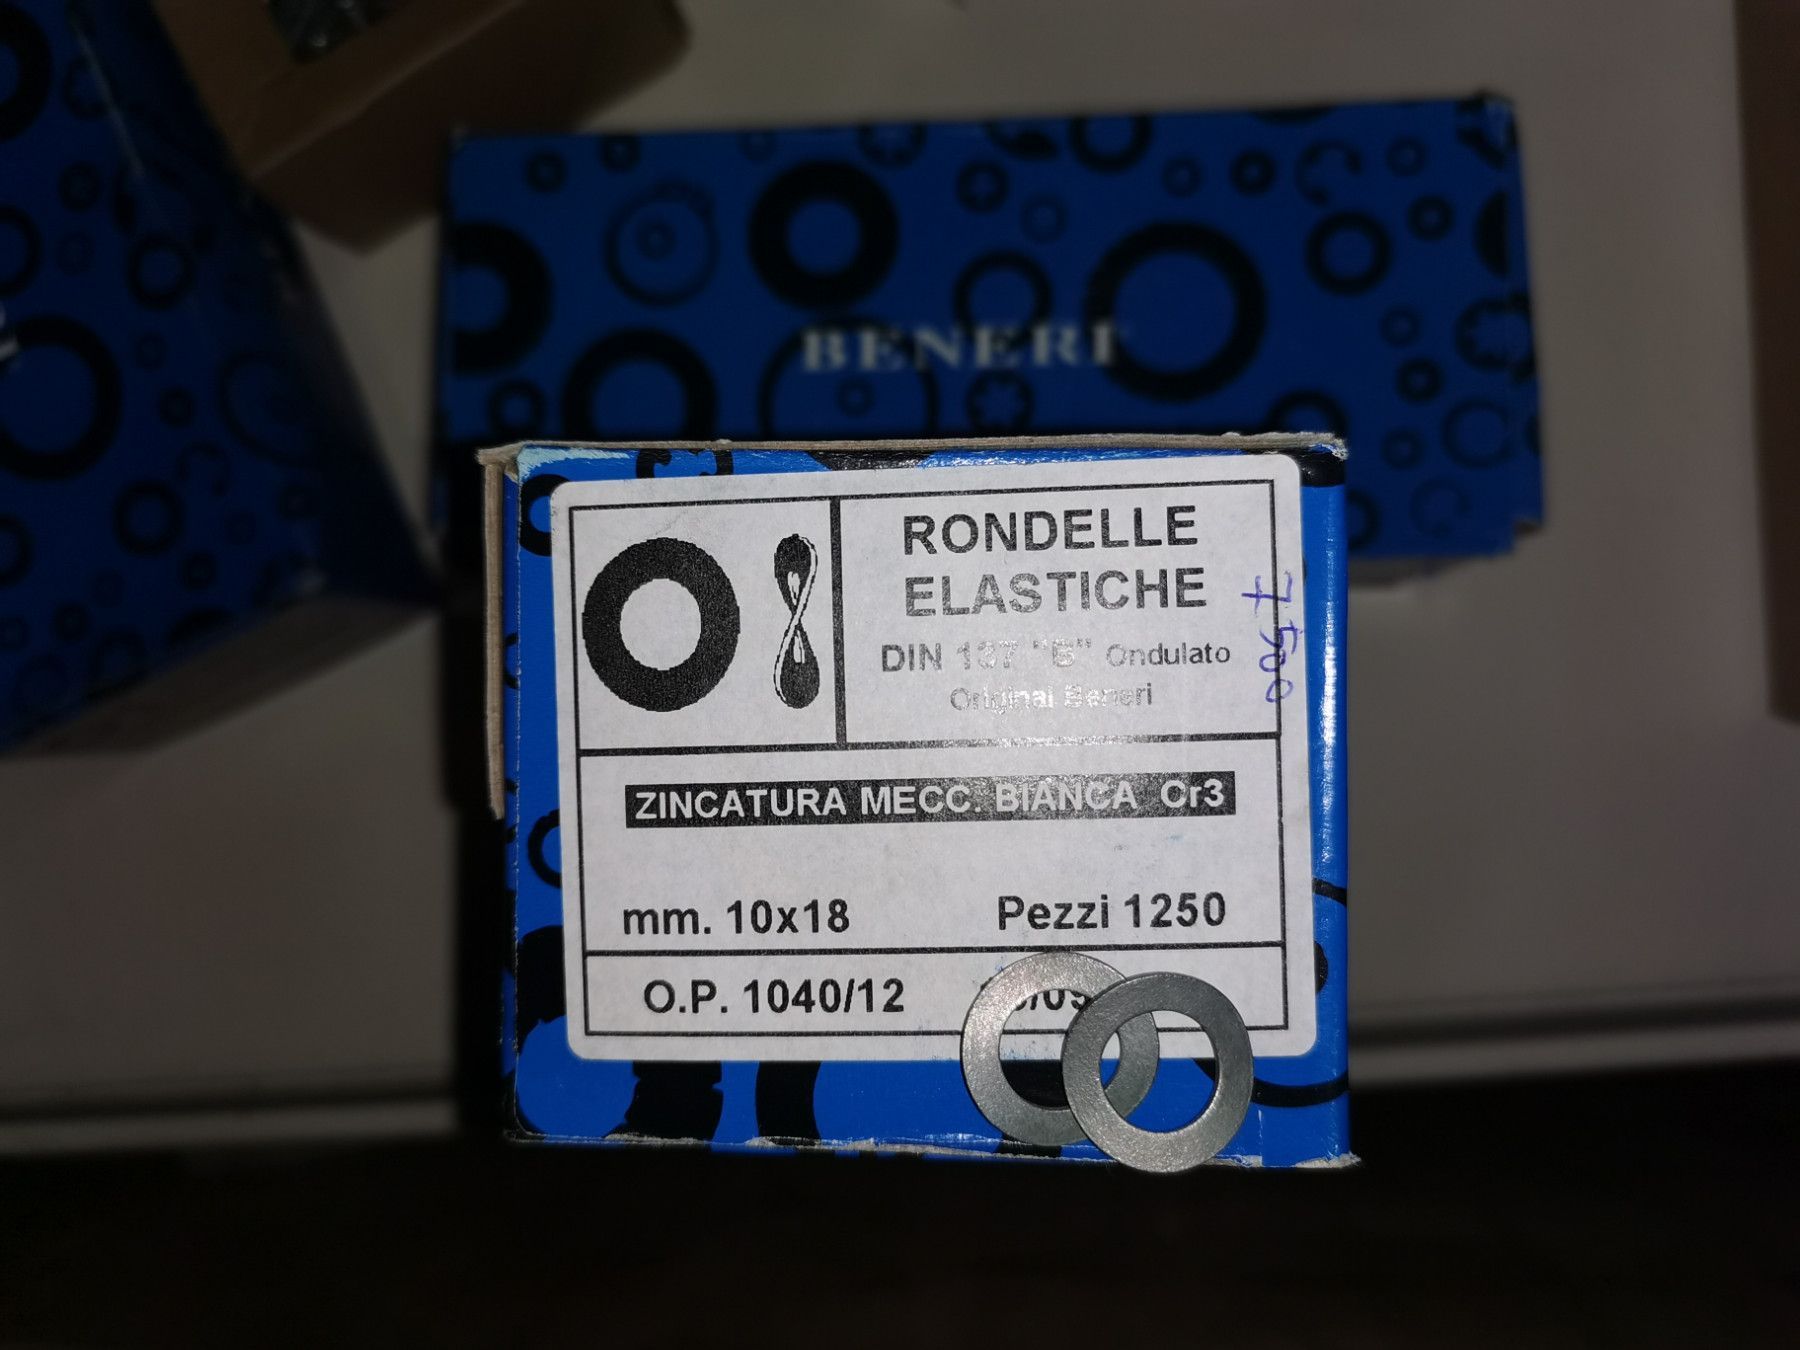 BENERI
RONDELLE
ELASTICHE
DIN 137 "B" Ondulato
Original Beneri
7500
ZINCATURA MECC. BIANCA Cr3
mm. 10x18
Pezzi 1250
O.P. 1040/12